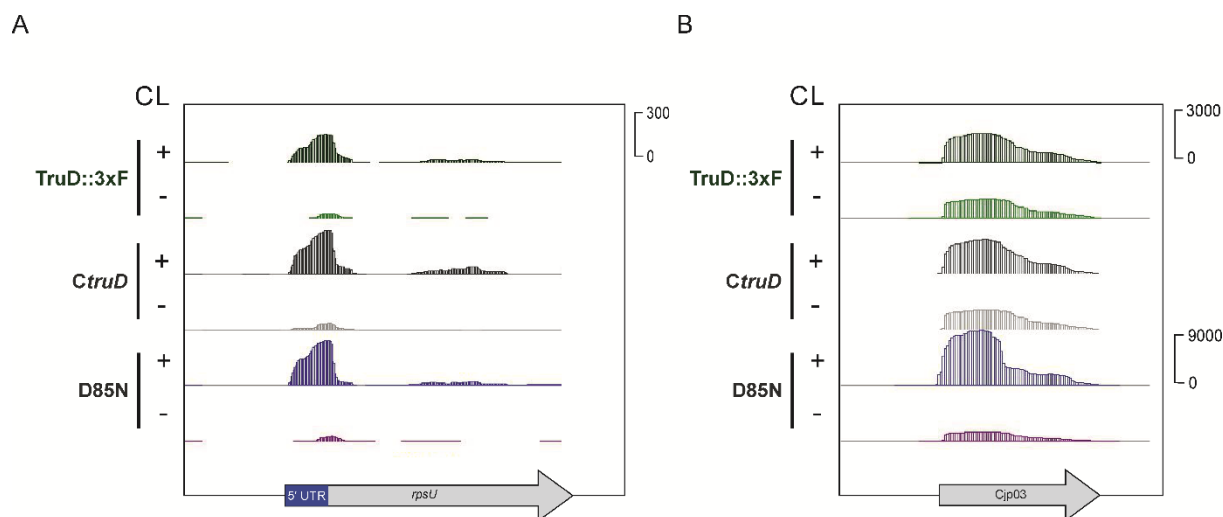 A
CL
300
0
TruD::3xF
+
-
CtruD
+
-
D85N
+
-
5' UTR
rpsU
B
CL
3000
0
TruD::3xF
+
-
CtruD
+
-
9000
0
D85N
+
-
Cjp03